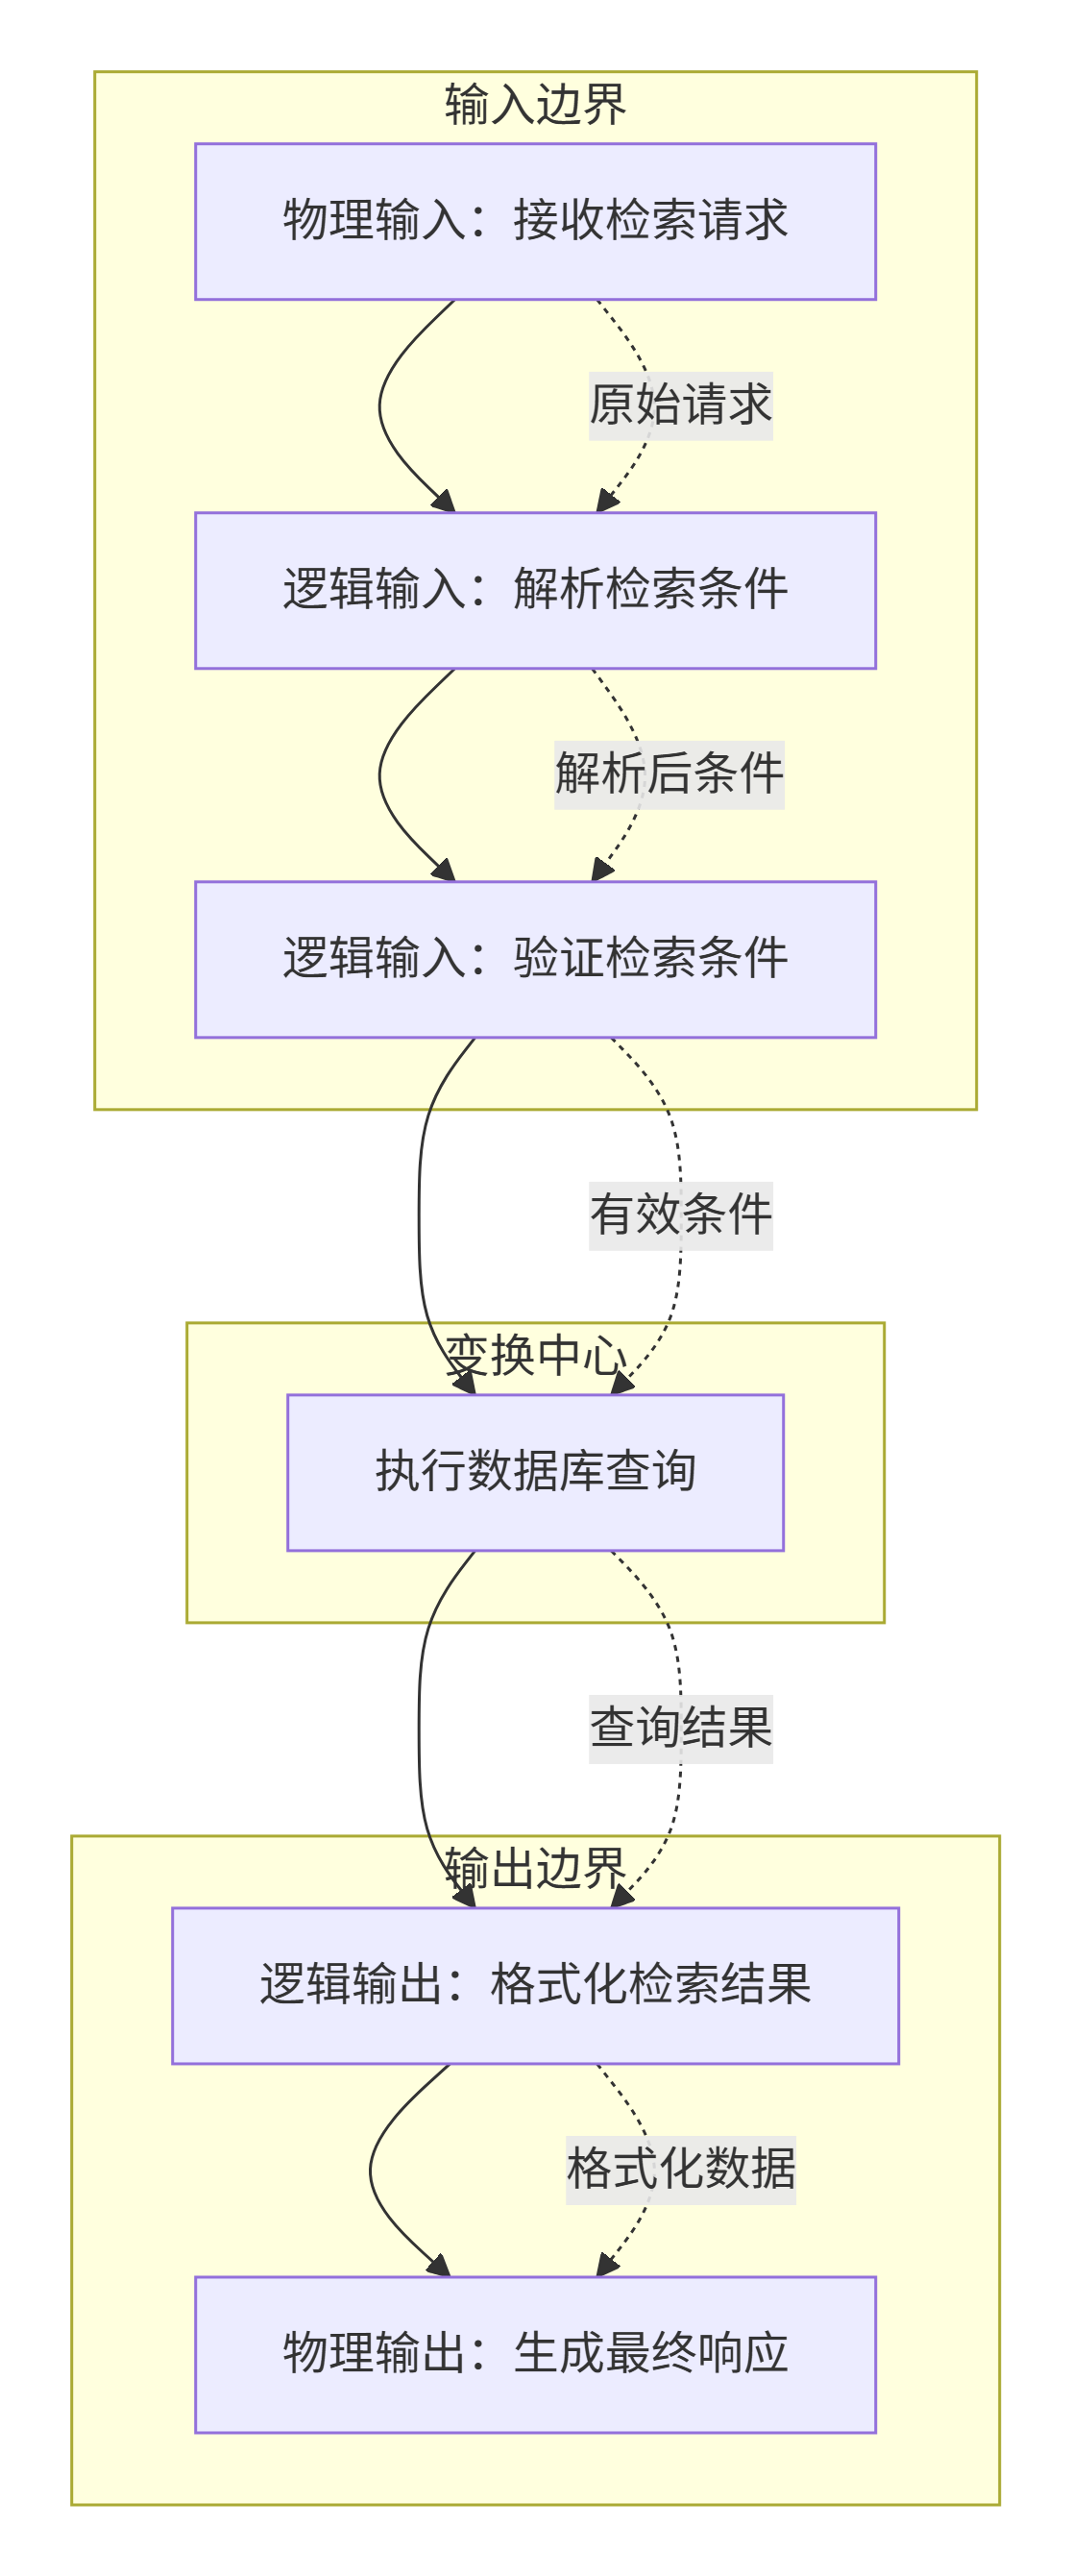 输入边界
物理输入：接收检索请求
原始请求
逻辑输入：解析检索条件
解析后条件
逻辑输入：验证检索条件
有效条件
变换中心
执行数据库查询
查询结果
输出边界
逻辑输出：格式化检索结果
格式化数据
物理输出：生成最终响应